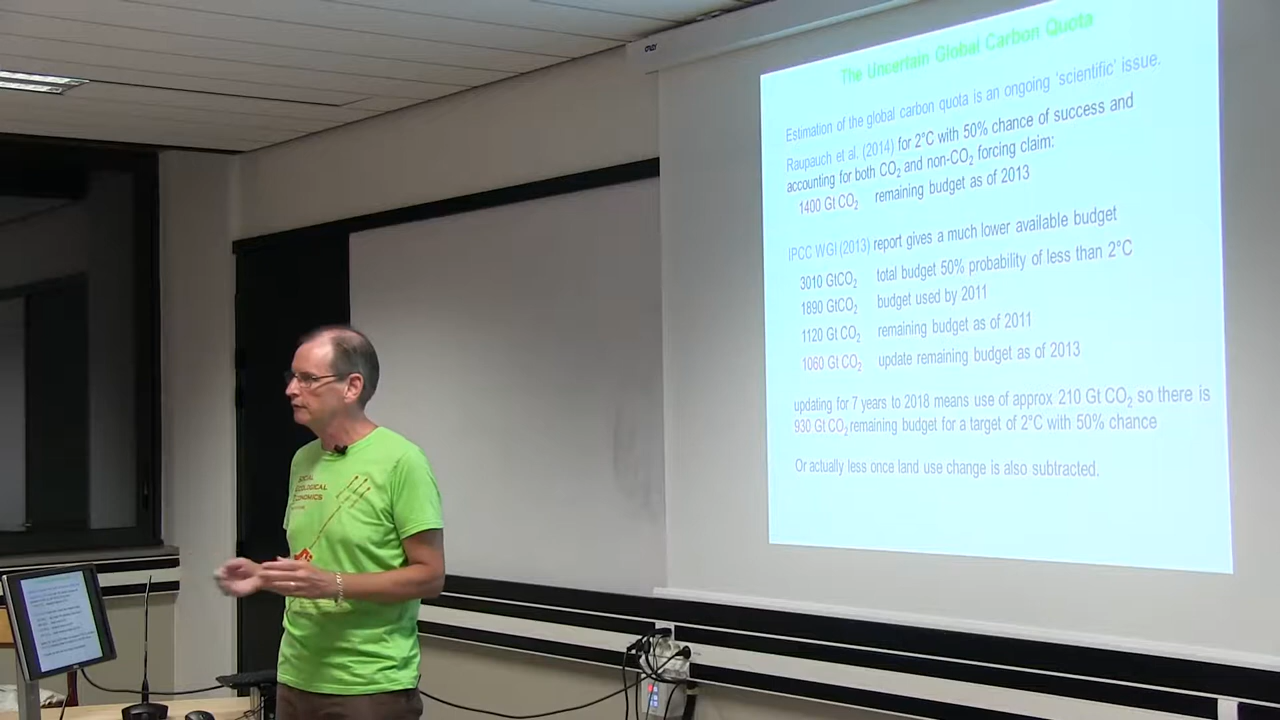 The Uncertain Global Carbon Quota
Estimation of the global carbon quota is an ongoing 'scientific' issue.
Raupauch et al. (2014) for 2°C with 50% chance of success and
accounting for both CO₂ and non-CO₂ forcing claim:
1400 Gt CO₂ remaining budget as of 2013
IPCC WGI (2013) report gives a much lower available budget
3010 GtCO₂ total budget 50% probability of less than 2°C
1890 GtCO₂ budget used by 2011
1120 Gt CO₂ remaining budget as of 2011
1060 Gt CO₂ update remaining budget as of 2013
updating for 7 years to 2018 means use of approx 210 Gt CO₂ so there is
930 Gt CO₂ remaining budget for a target of 2°C with 50% chance
Or actually less once land use change is also subtracted.
SOCIAL
ECOLOGICAL
ECONOMICS